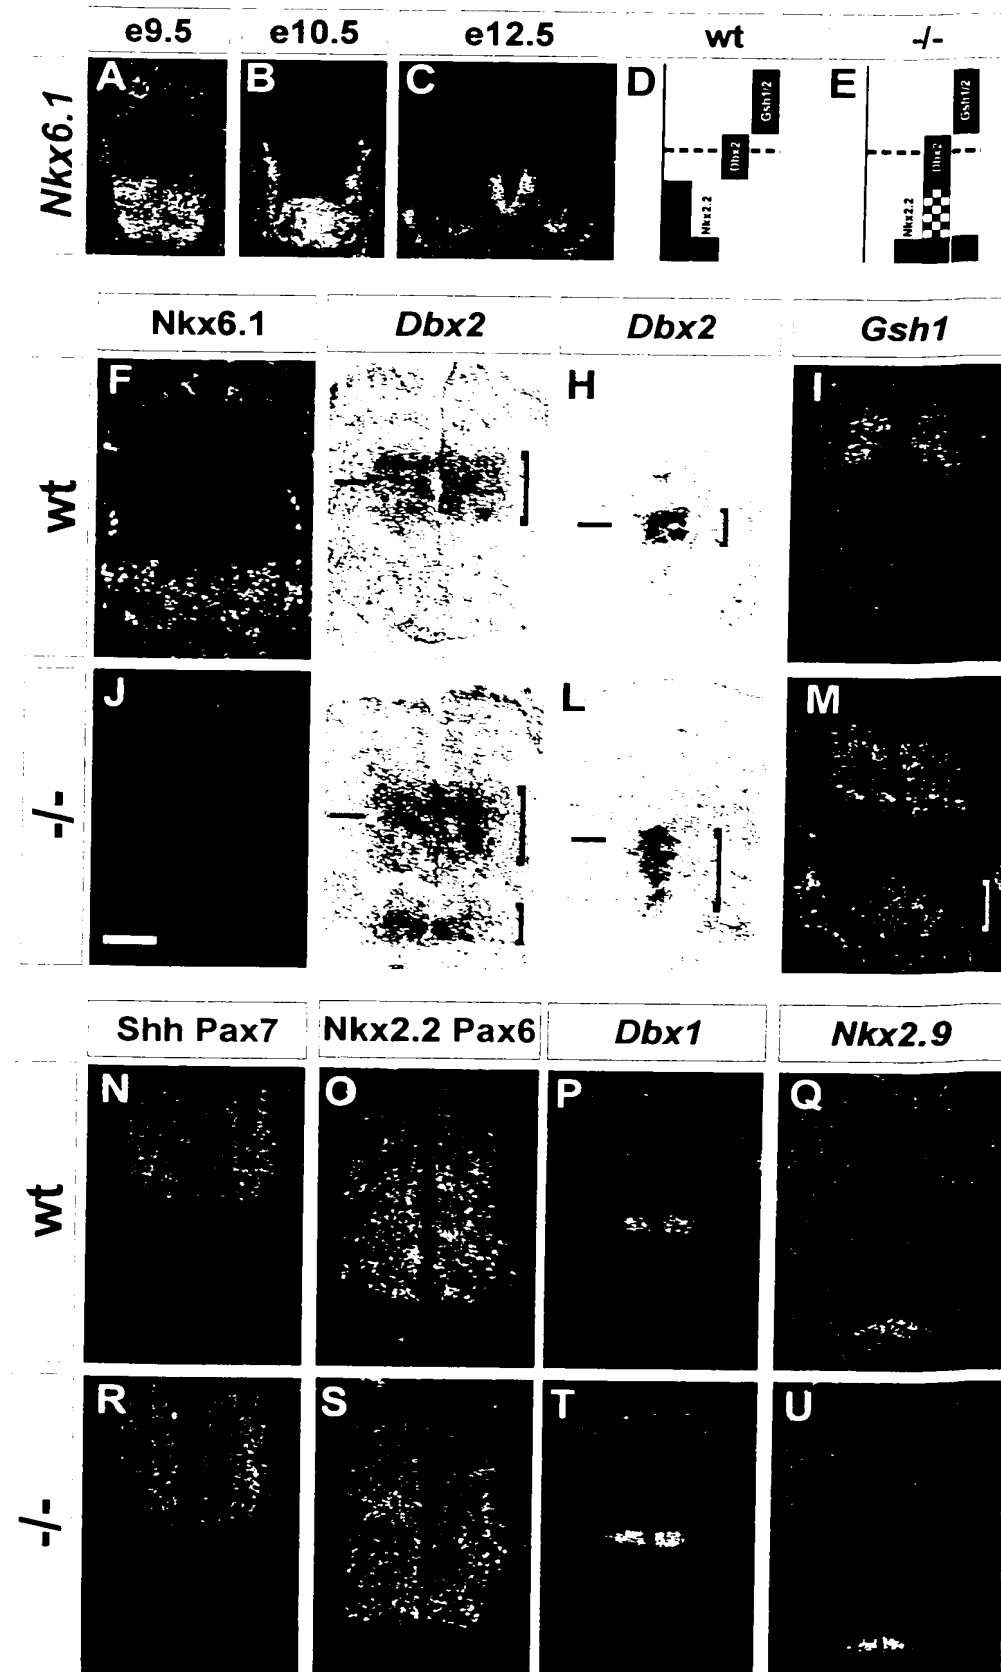 e9.5 e10.5 e12.5 wt -/-
Nkx6.1
A B C D E
Gsh1/2
Dbx2
Nkx2.2
Gsh1/2
Dbx2
Nkx2.2
Nkx6.1 Dbx2 Dbx2 Gsh1
wt
F H I
-/-
J L M
Shh Pax7 Nkx2.2 Pax6 Dbx1 Nkx2.9
wt
N O P Q
-/-
R S T U